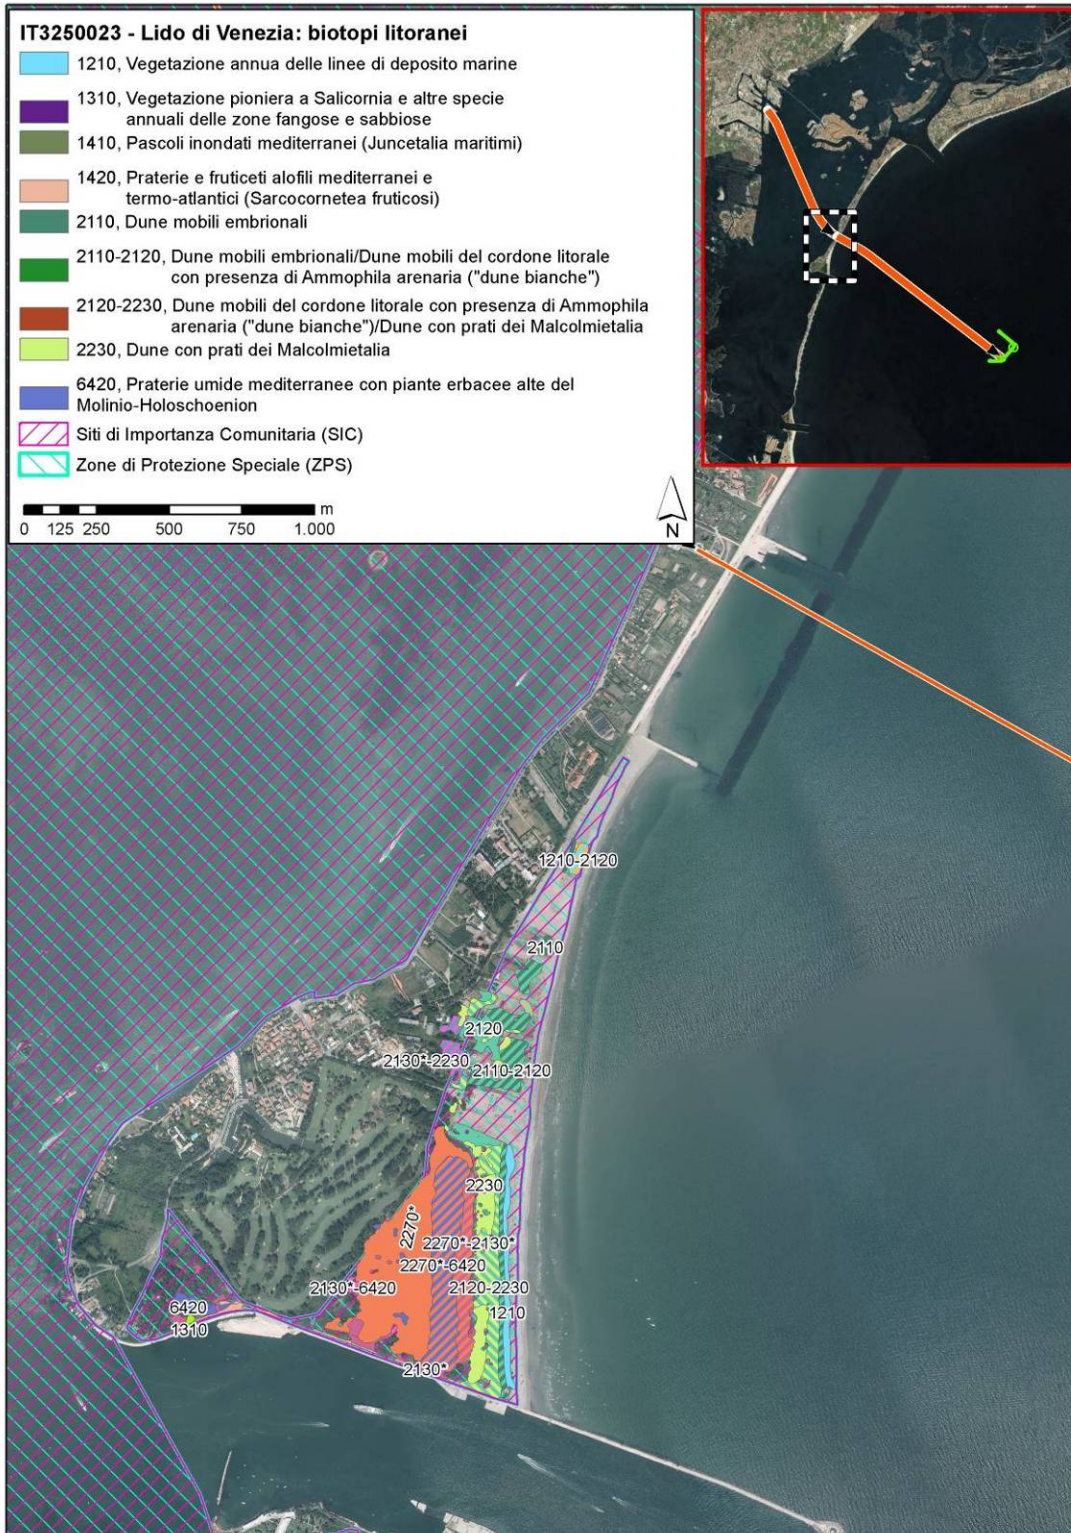 IT3250023 - Lido di Venezia: biotopi litoranei
1210, Vegetazione annua delle linee di deposito marine
1310, Vegetazione pioniera a Salicornia e altre specie
annuali delle zone fangose e sabbiose
1410, Pascoli inondati mediterranei (Juncetalia maritimi)
1420, Praterie e fruticeti alofili mediterranei e
termo-atlantici (Sarcocornetea fruticosi)
2110, Dune mobili embrionali
2110-2120, Dune mobili embrionali/Dune mobili del cordone litorale
con presenza di Ammophila arenaria ("dune bianche")
2120-2230, Dune mobili del cordone litorale con presenza di Ammophila
arenaria ("dune bianche")/Dune con prati dei Malcolmietalia
2230, Dune con prati dei Malcolmietalia
6420, Praterie umide mediterranee con piante erbacee alte del
Molinio-Holoschoenion
Siti di Importanza Comunitaria (SIC)
Zone di Protezione Speciale (ZPS)
m
0 125 250 500 750 1.000
N
1210-2120
2110
2120
2130*-2230
2110-2120
2230
2270*
2270*-2130*
2270*-6420
2130*-6420
2120-2230
1210
6420
1310
2130*